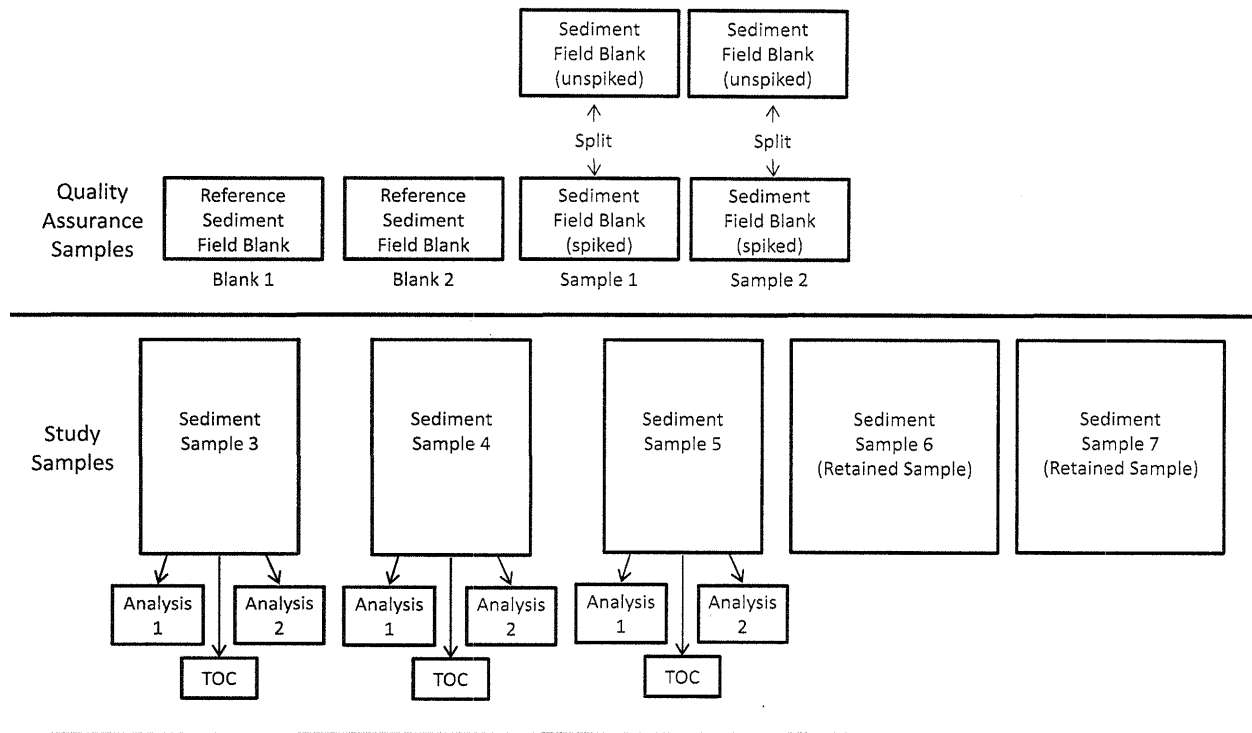 Sediment
Field Blank
(unspiked)
Sediment
Field Blank
(unspiked)
Split
Split
Quality
Assurance
Samples
Reference
Sediment
Field Blank
Blank 1
Reference
Sediment
Field Blank
Blank 2
Sediment
Field Blank
(spiked)
Sample 1
Sediment
Field Blank
(spiked)
Sample 2
Study
Samples
Sediment
Sample 3
Sediment
Sample 4
Sediment
Sample 5
Sediment
Sample 6
(Retained Sample)
Sediment
Sample 7
(Retained Sample)
Analysis
1
Analysis
2
TOC
Analysis
1
Analysis
2
TOC
Analysis
1
Analysis
2
TOC